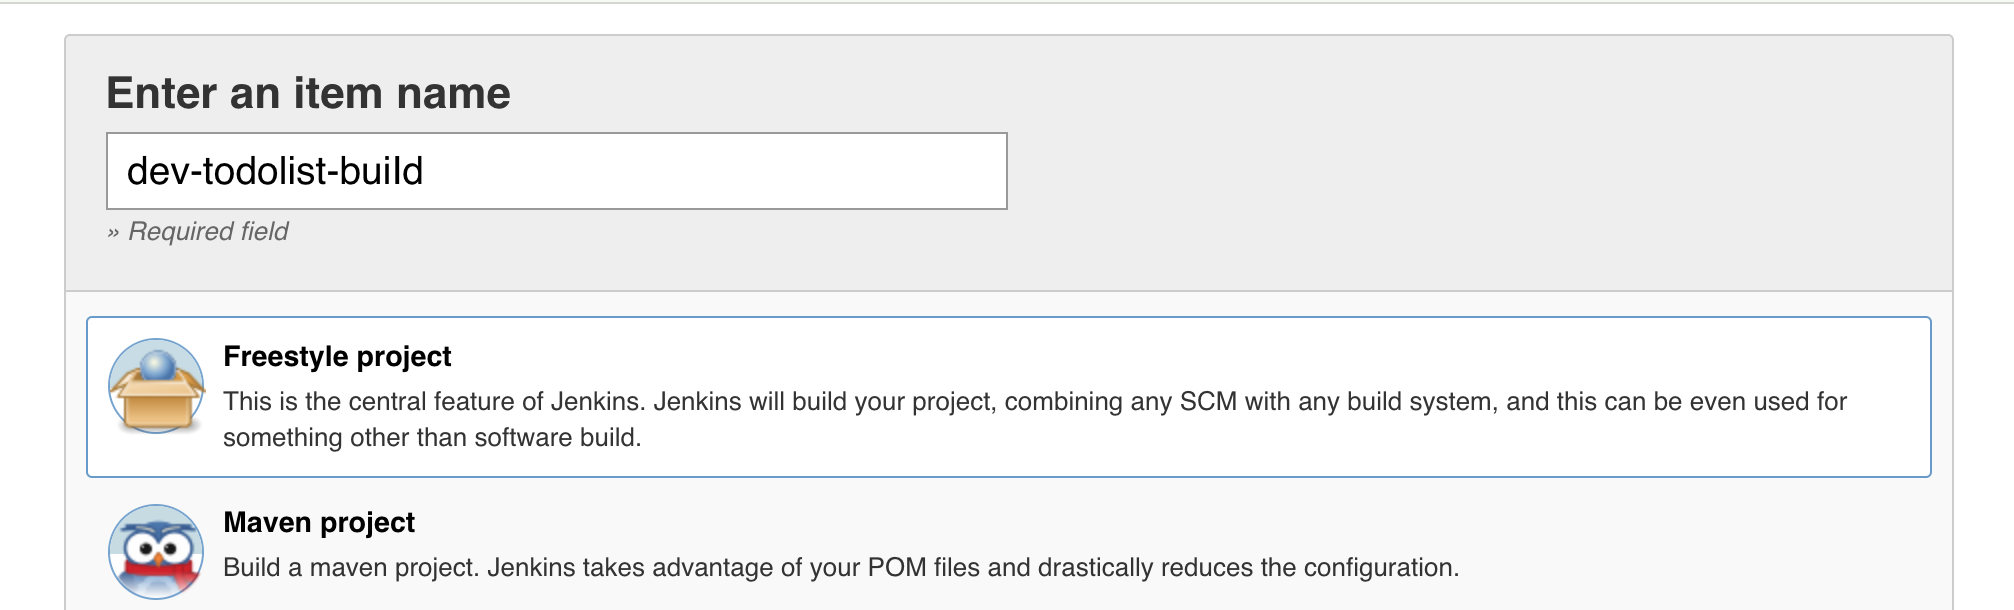 Enter an item name
dev-todolist-build
» Required field
Freestyle project
This is the central feature of Jenkins. Jenkins will build your project, combining any SCM with any build system, and this can be even used for
something other than software build.
Maven project
Build a maven project. Jenkins takes advantage of your POM files and drastically reduces the configuration.